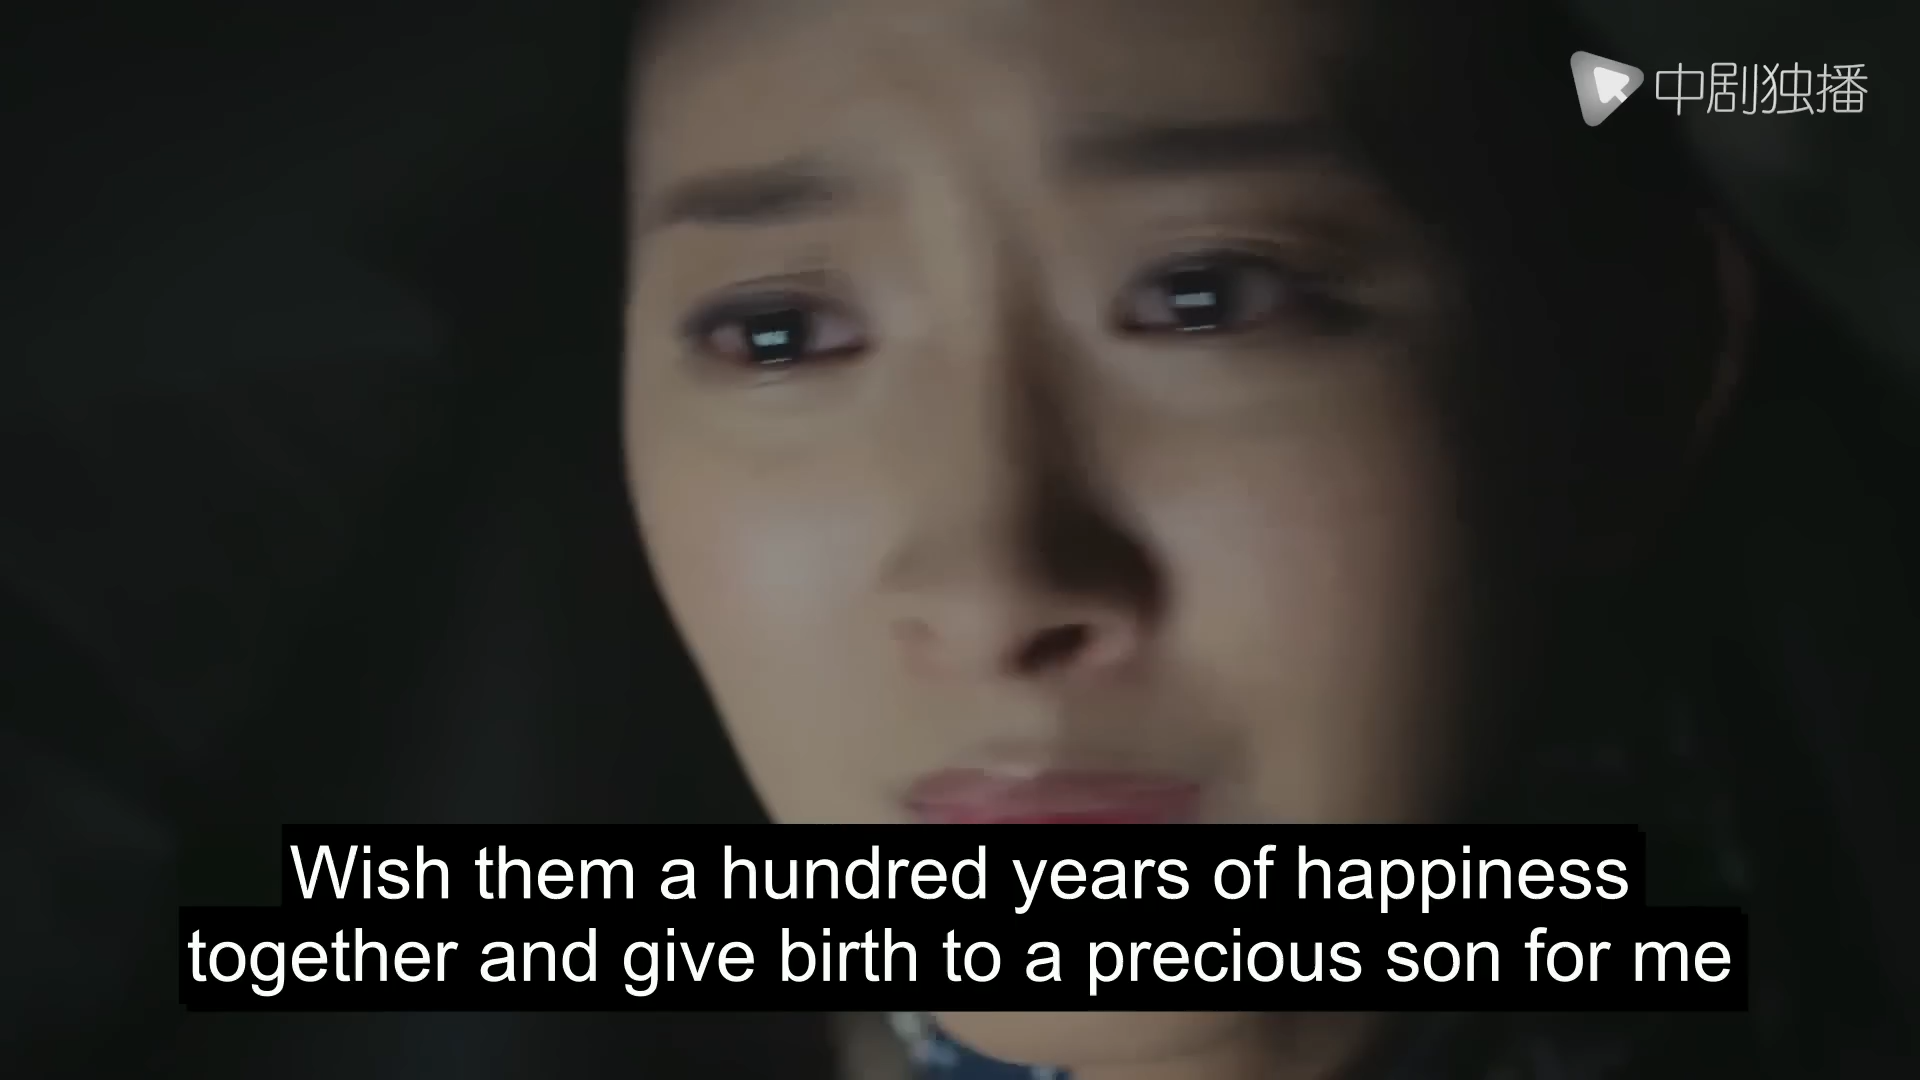 中剧独播
Wish them a hundred years of happiness
together and give birth to a precious son for me